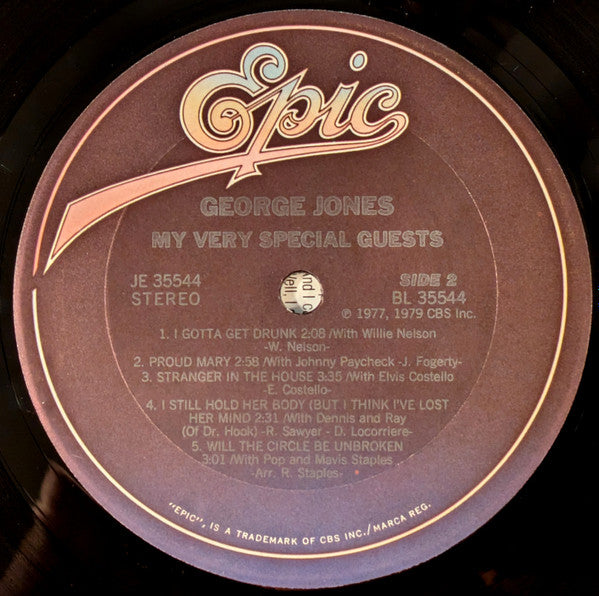 Epic
GEORGE JONES
MY VERY SPECIAL GUESTS
JE 35544
STEREO
SIDE 2
BL 35544
℗ 1977, 1979 CBS Inc.
1. I GOTTA GET DRUNK 2:08 /With Willie Nelson
-W. Nelson-
2. PROUD MARY 2:58 /With Johnny Paycheck -J. Fogerty-
3. STRANGER IN THE HOUSE 3:35 /With Elvis Costello
-E. Costello-
4. I STILL HOLD HER BODY (BUT I THINK I'VE LOST
HER MIND 2:31 /With Dennis and Ray
(Of Dr. Hook) -R. Sawyer - D. Locorriere-
5. WILL THE CIRCLE BE UNBROKEN
3:01 /With Pop and Mavis Staples
-Arr. R. Staples-
"EPIC", IS A TRADEMARK OF CBS INC./MARCA REG.